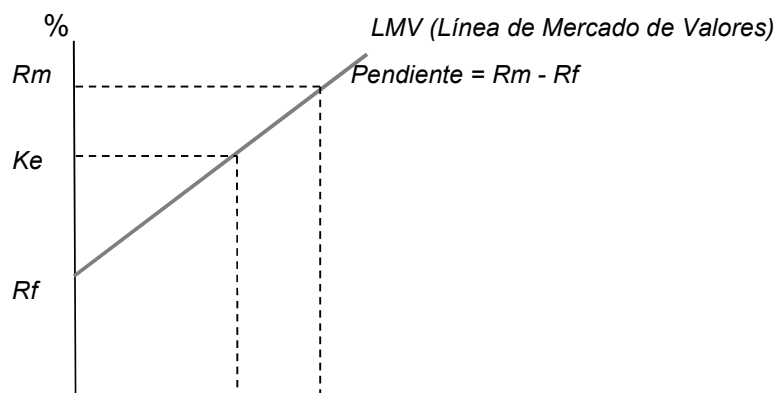 %
LMV (Línea de Mercado de Valores)
Rm
Pendiente = Rm - Rf
Ke
Rf